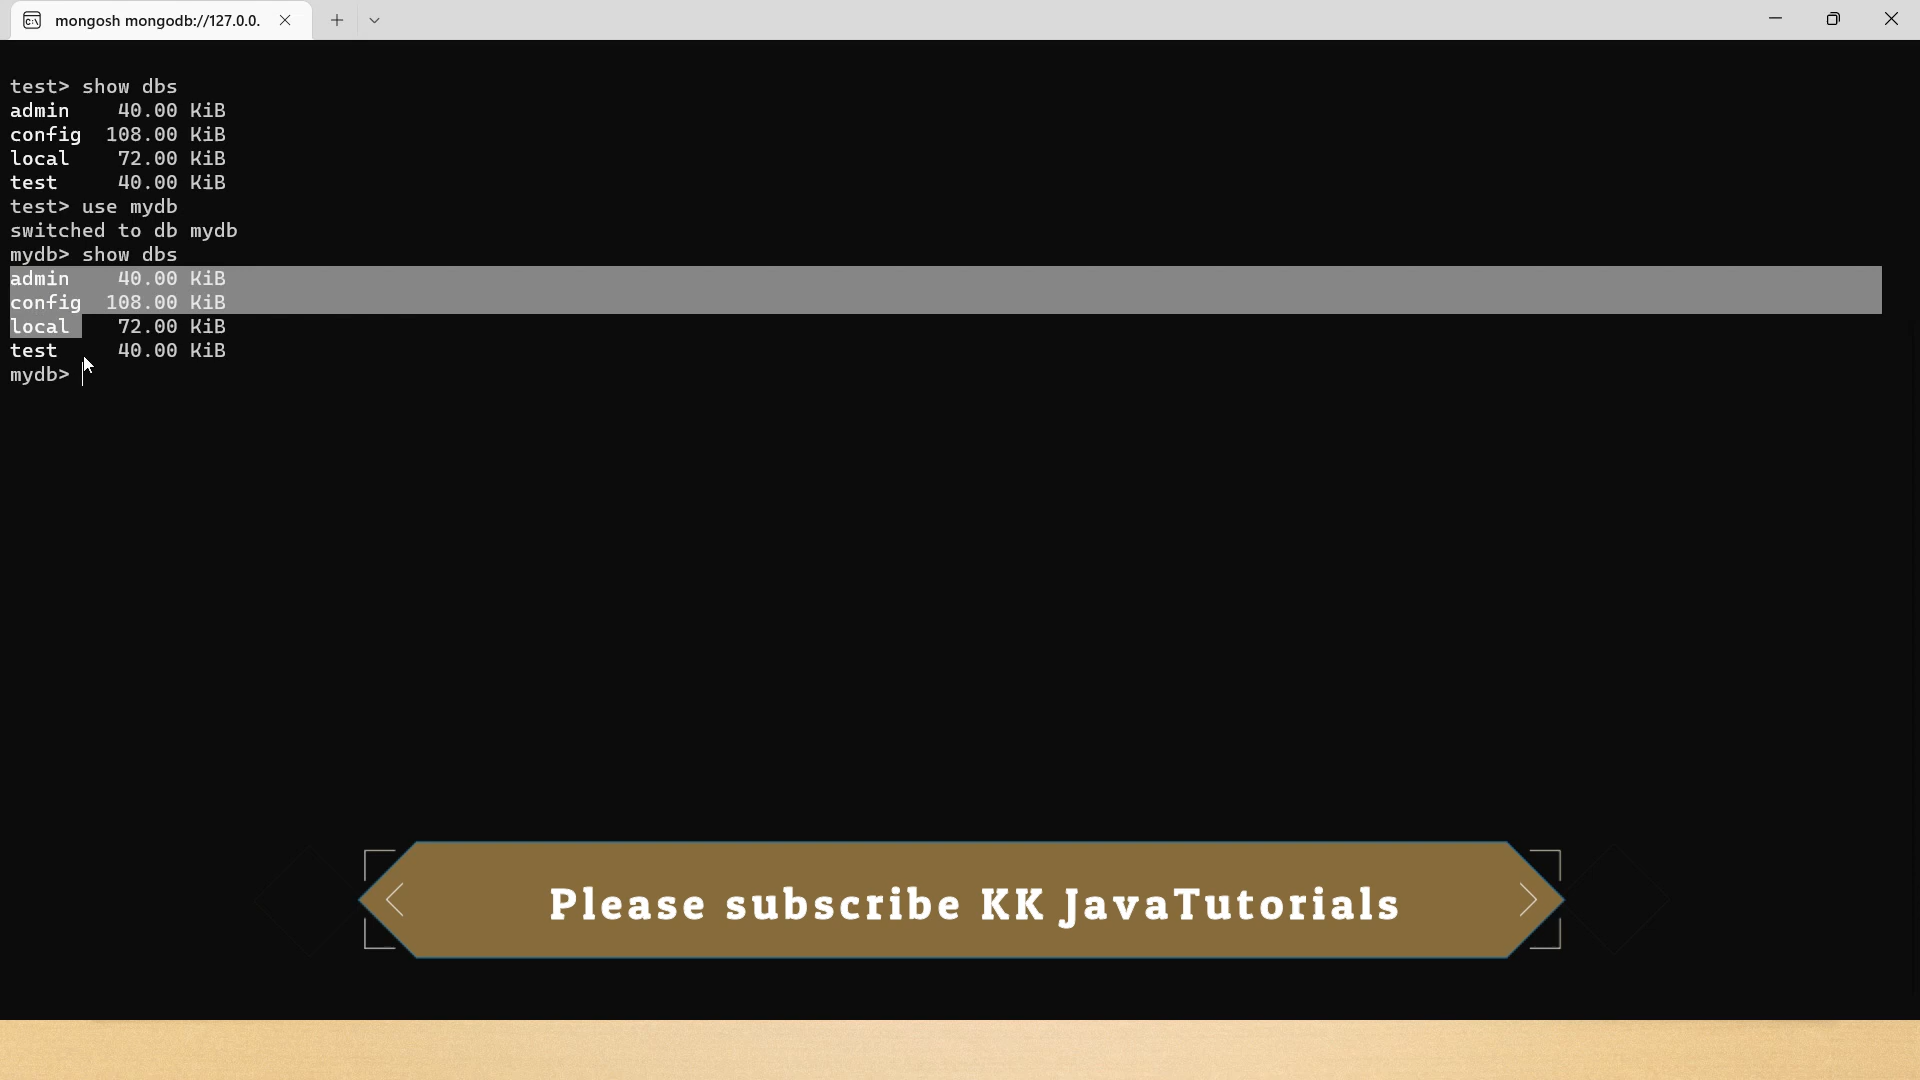 mongosh mongodb://127.0.0.
test> show dbs
admin    40.00 KiB
config  108.00 KiB
local    72.00 KiB
test     40.00 KiB
test> use mydb
switched to db mydb
mydb> show dbs
admin    40.00 KiB
config  108.00 KiB
local    72.00 KiB
test     40.00 KiB
mydb>
Please subscribe KK JavaTutorials